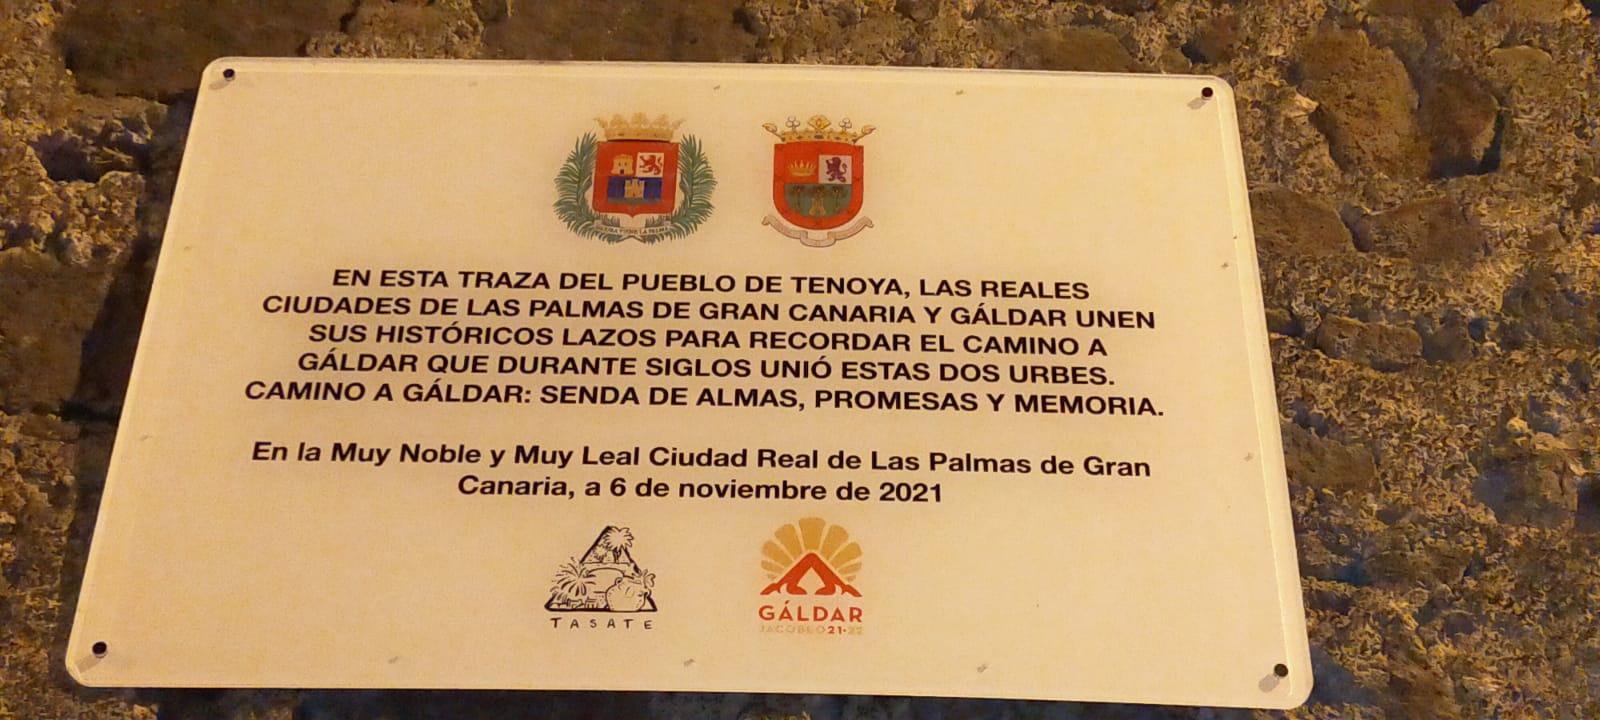 EN ESTA TRAZA DEL PUEBLO DE TENOYA, LAS REALES
CIUDADES DE LAS PALMAS DE GRAN CANARIA Y GÁLDAR UNEN
SUS HISTÓRICOS LAZOS PARA RECORDAR EL CAMINO A
GÁLDAR QUE DURANTE SIGLOS UNIÓ ESTAS DOS URBES.
CAMINO A GÁLDAR: SENDA DE ALMAS, PROMESAS Y MEMORIA.
En la Muy Noble y Muy Leal Ciudad Real de Las Palmas de Gran
Canaria, a 6 de noviembre de 2021
TASATE
GÁLDAR
JACOBEO 21·22